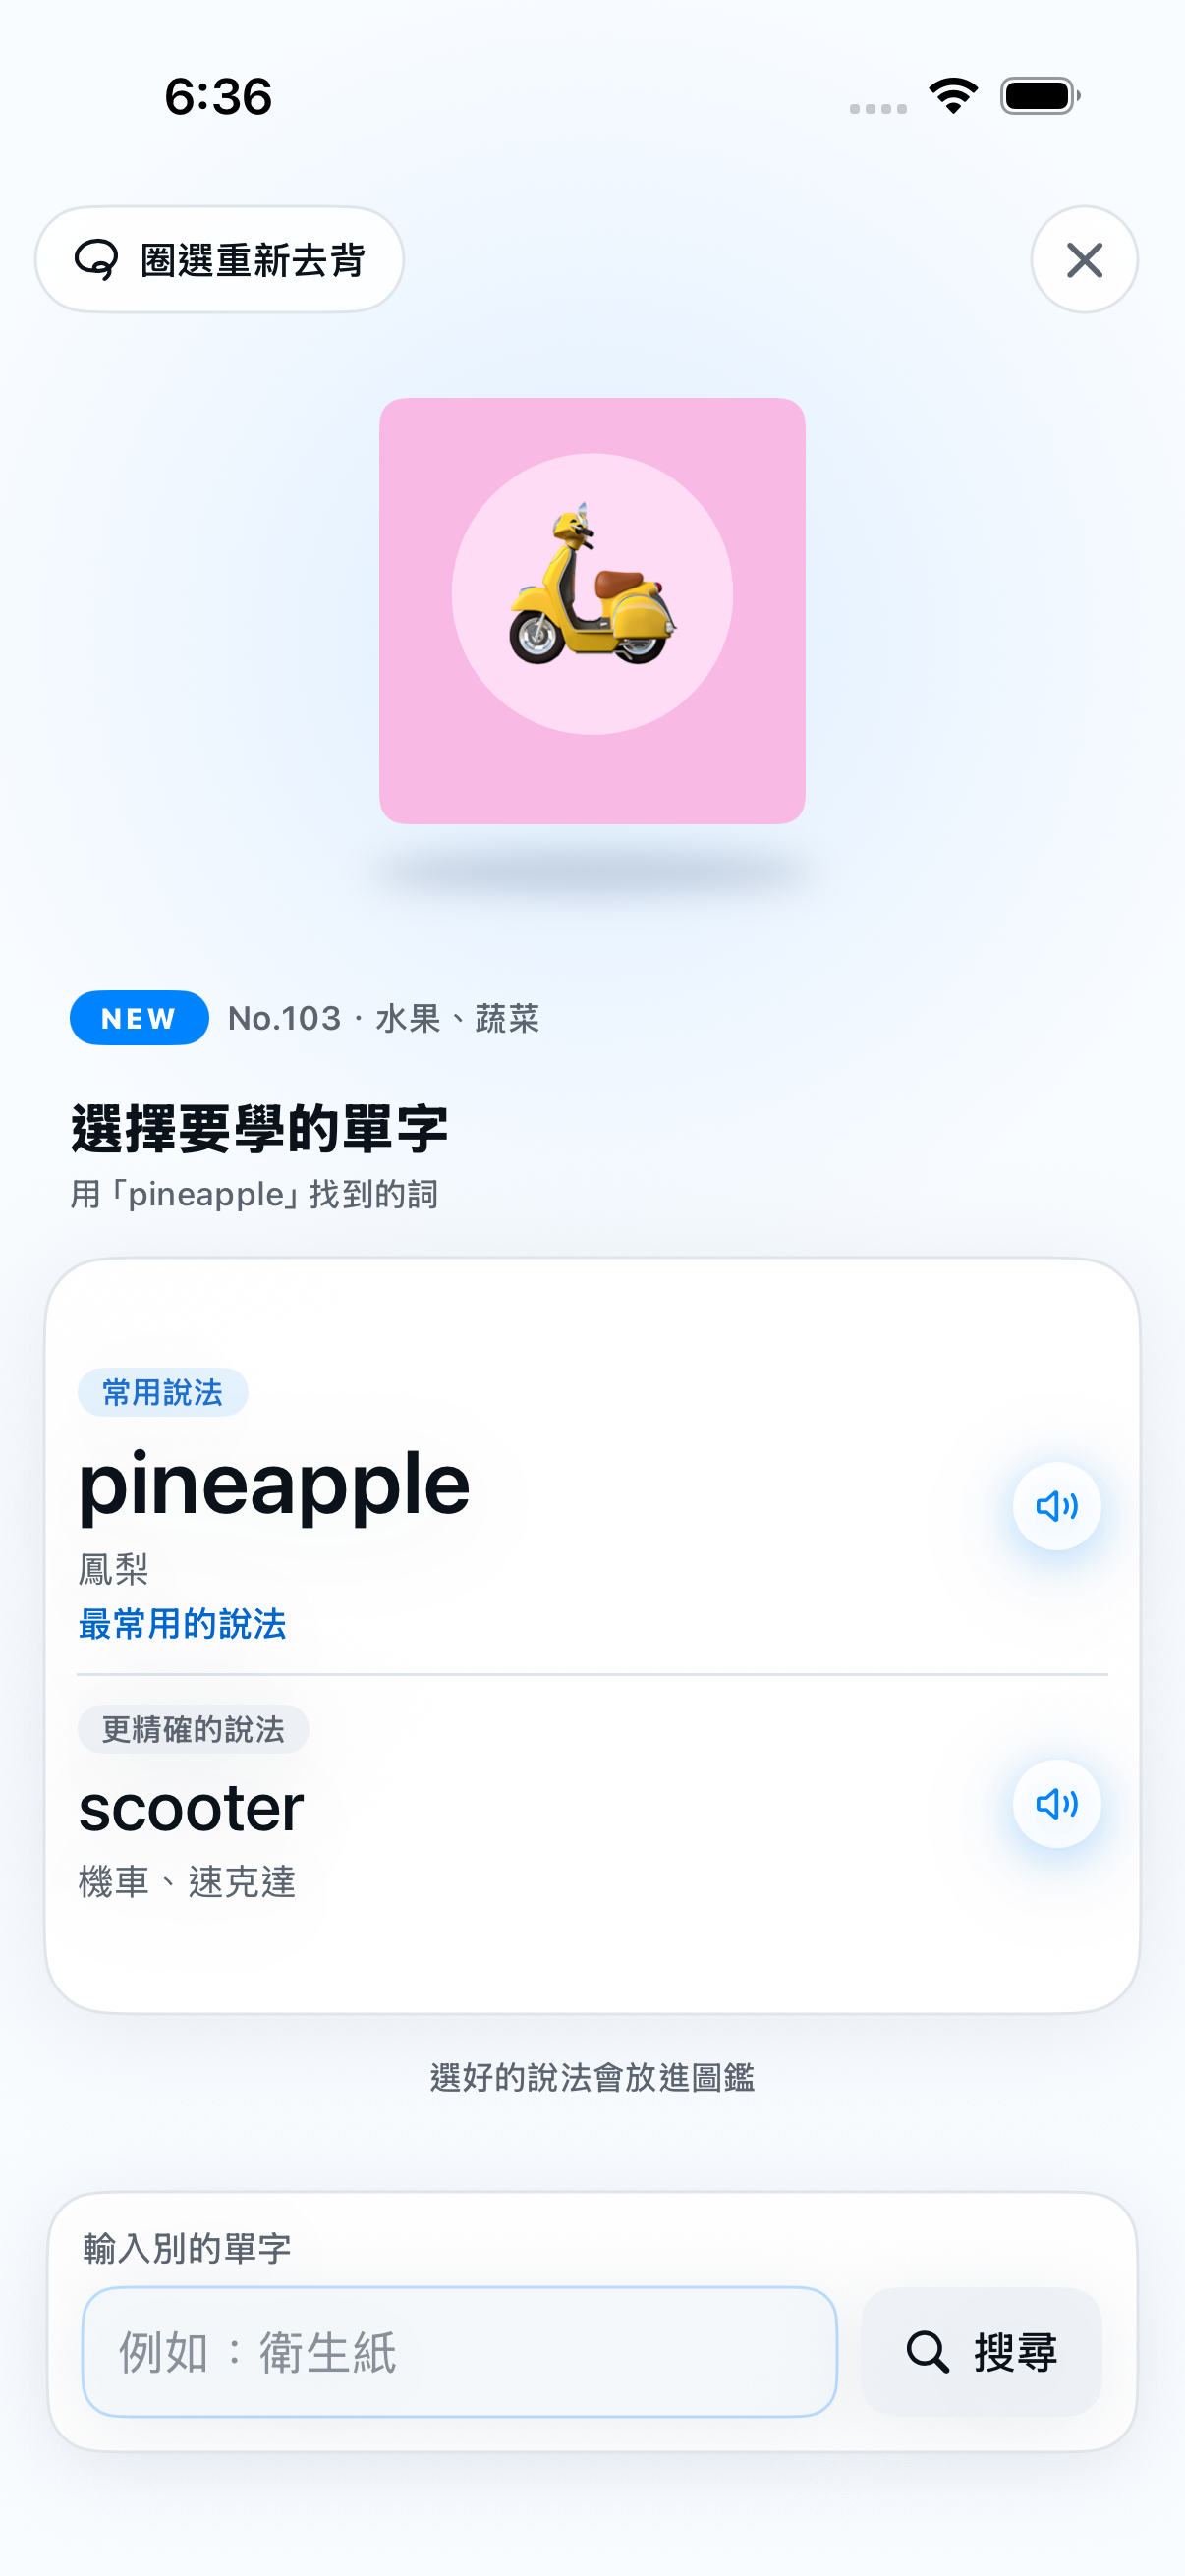 6:36
圈選重新去背
NEW No.103 · 水果、蔬菜
選擇要學的單字
用「pineapple」找到的詞
常用說法
pineapple
鳳梨
最常用的說法
更精確的說法
scooter
機車、速克達
選好的說法會放進圖鑑
輸入別的單字
例如：衛生紙
搜尋